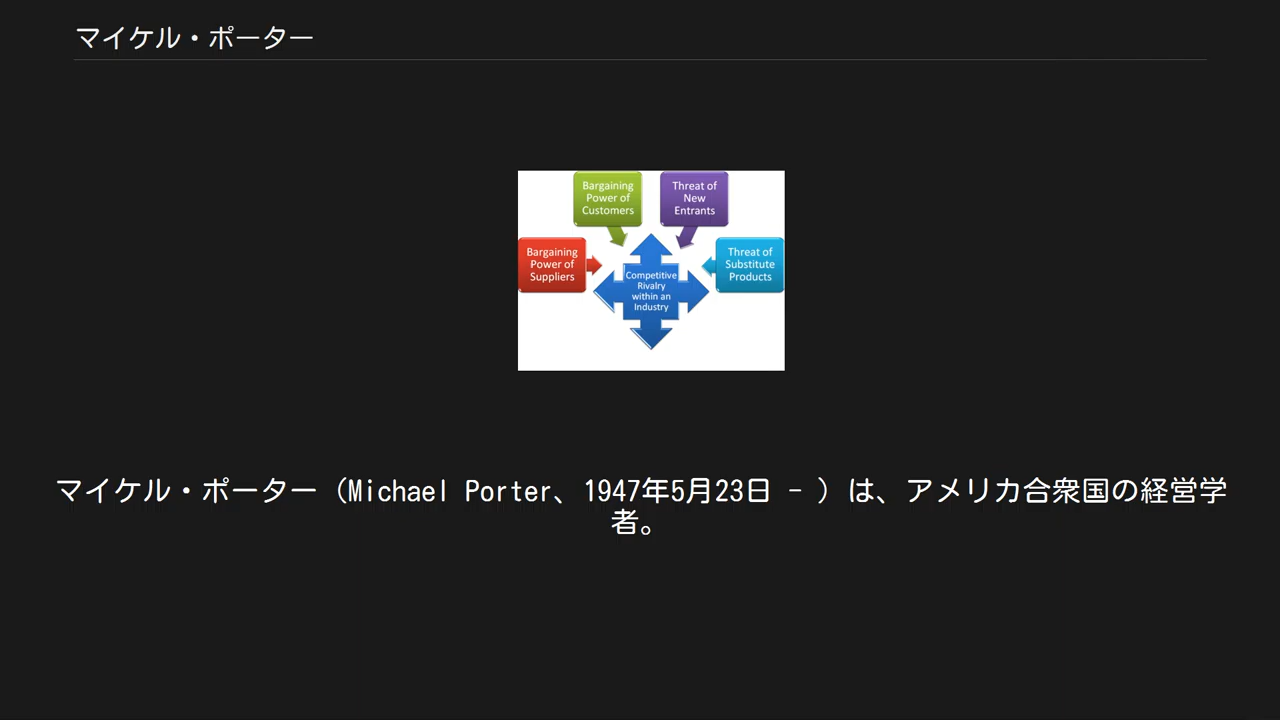 マイケル・ポーター
Bargaining
Power of
Customers
Threat of
New
Entrants
Bargaining
Power of
Suppliers
Competitive
Rivalry
within an
Industry
Threat of
Substitute
Products
マイケル・ポーター（Michael Porter、1947年5月23日 - ）は、アメリカ合衆国の経営学
者。